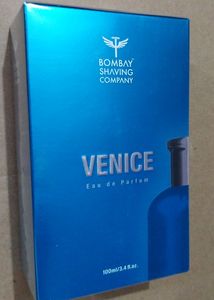 BOMBAY
SHAVING
COMPANY
VENICE
Eau de Parfum
100ml/3.4 fl.oz.